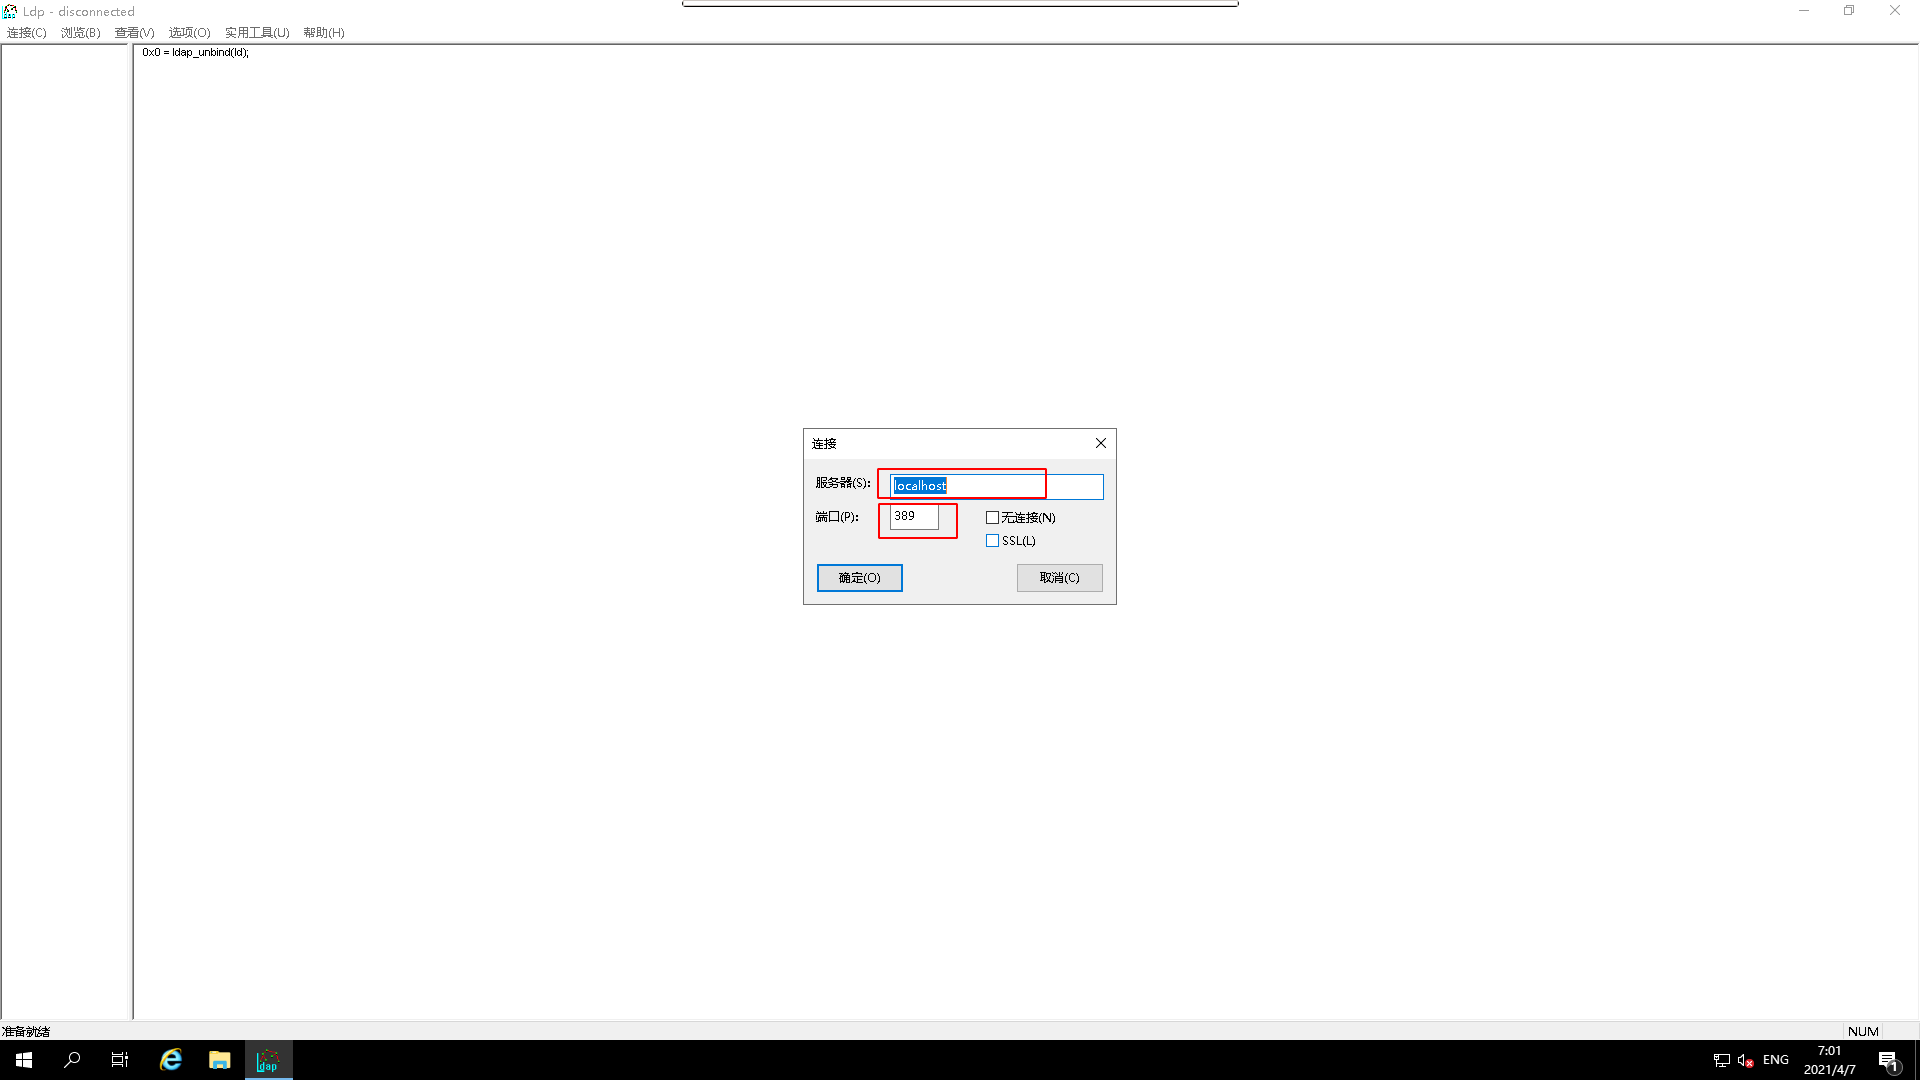 Ldp - disconnected
连接(C) 浏览(B) 查看(V) 选项(O) 实用工具(U) 帮助(H)
0x0 = ldap_unbind(ld);
连接
服务器(S): localhost
端口(P): 389 无连接(N)
SSL(L)
确定(O) 取消(C)
准备就绪 NUM
ldap
ENG 7:01
2021/4/7
1